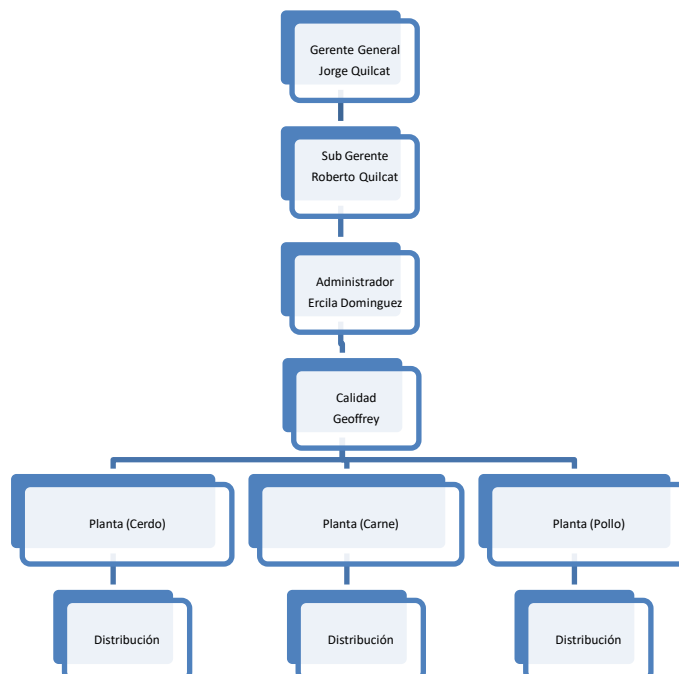 Gerente General
Jorge Quilcat
Sub Gerente
Roberto Quilcat
Administrador
Ercila Dominguez
Calidad
Geoffrey
Planta (Cerdo)
Planta (Carne)
Planta (Pollo)
Distribución
Distribución
Distribución